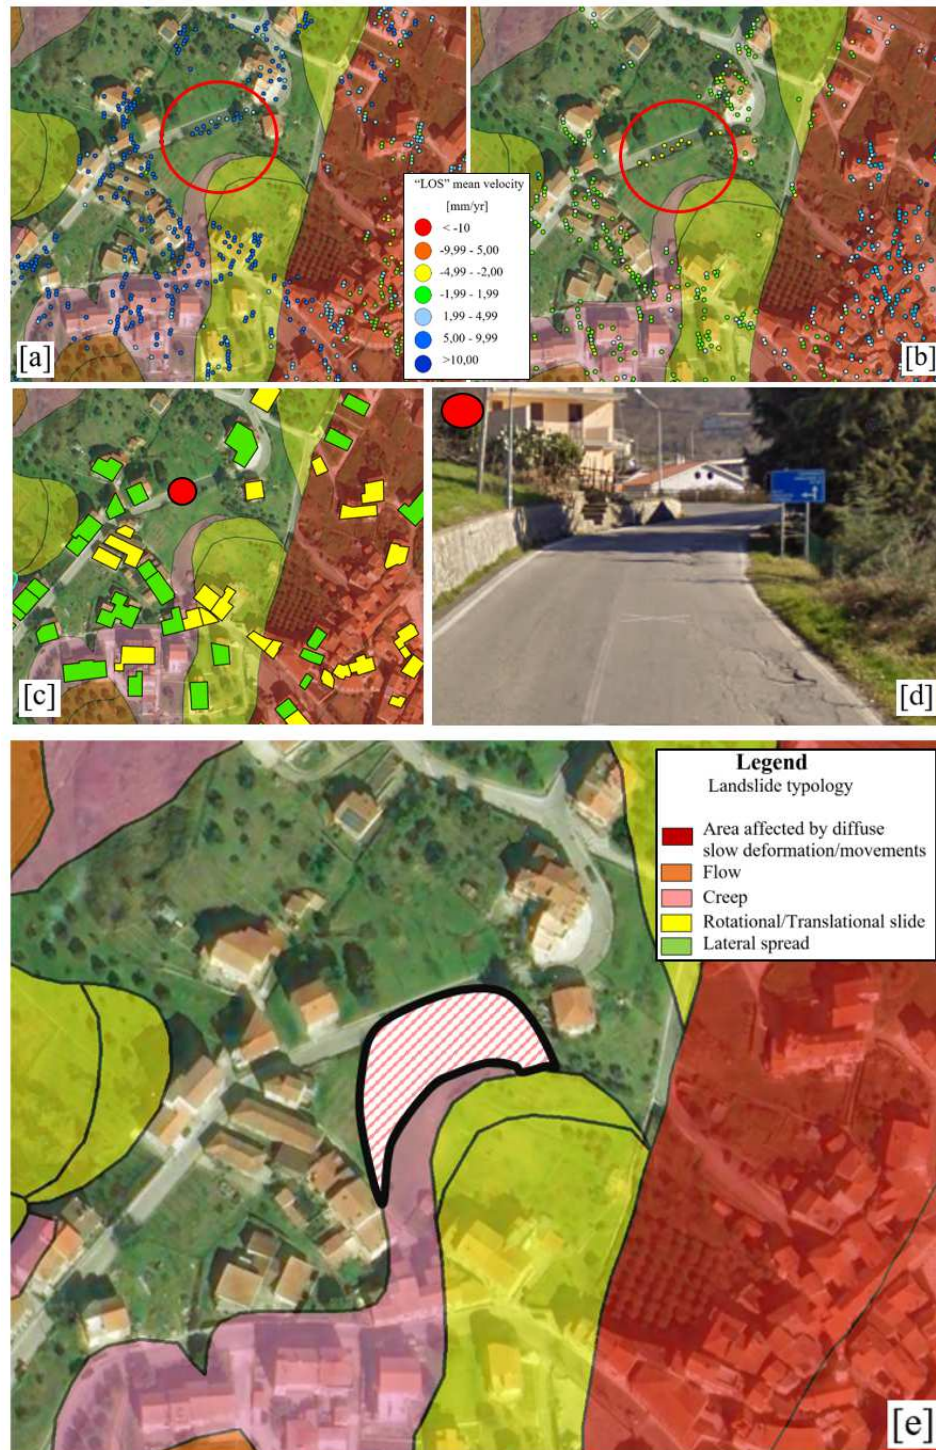 "LOS" mean velocity
[mm/yr]
< -10
-9,99 - 5,00
-4,99 - -2,00
-1,99 - 1,99
1,99 - 4,99
5,00 - 9,99
>10,00
[a]
[b]
[c]
[d]
Legend
Landslide typology
Area affected by diffuse
slow deformation/movements
Flow
Creep
Rotational/Translational slide
Lateral spread
[e]